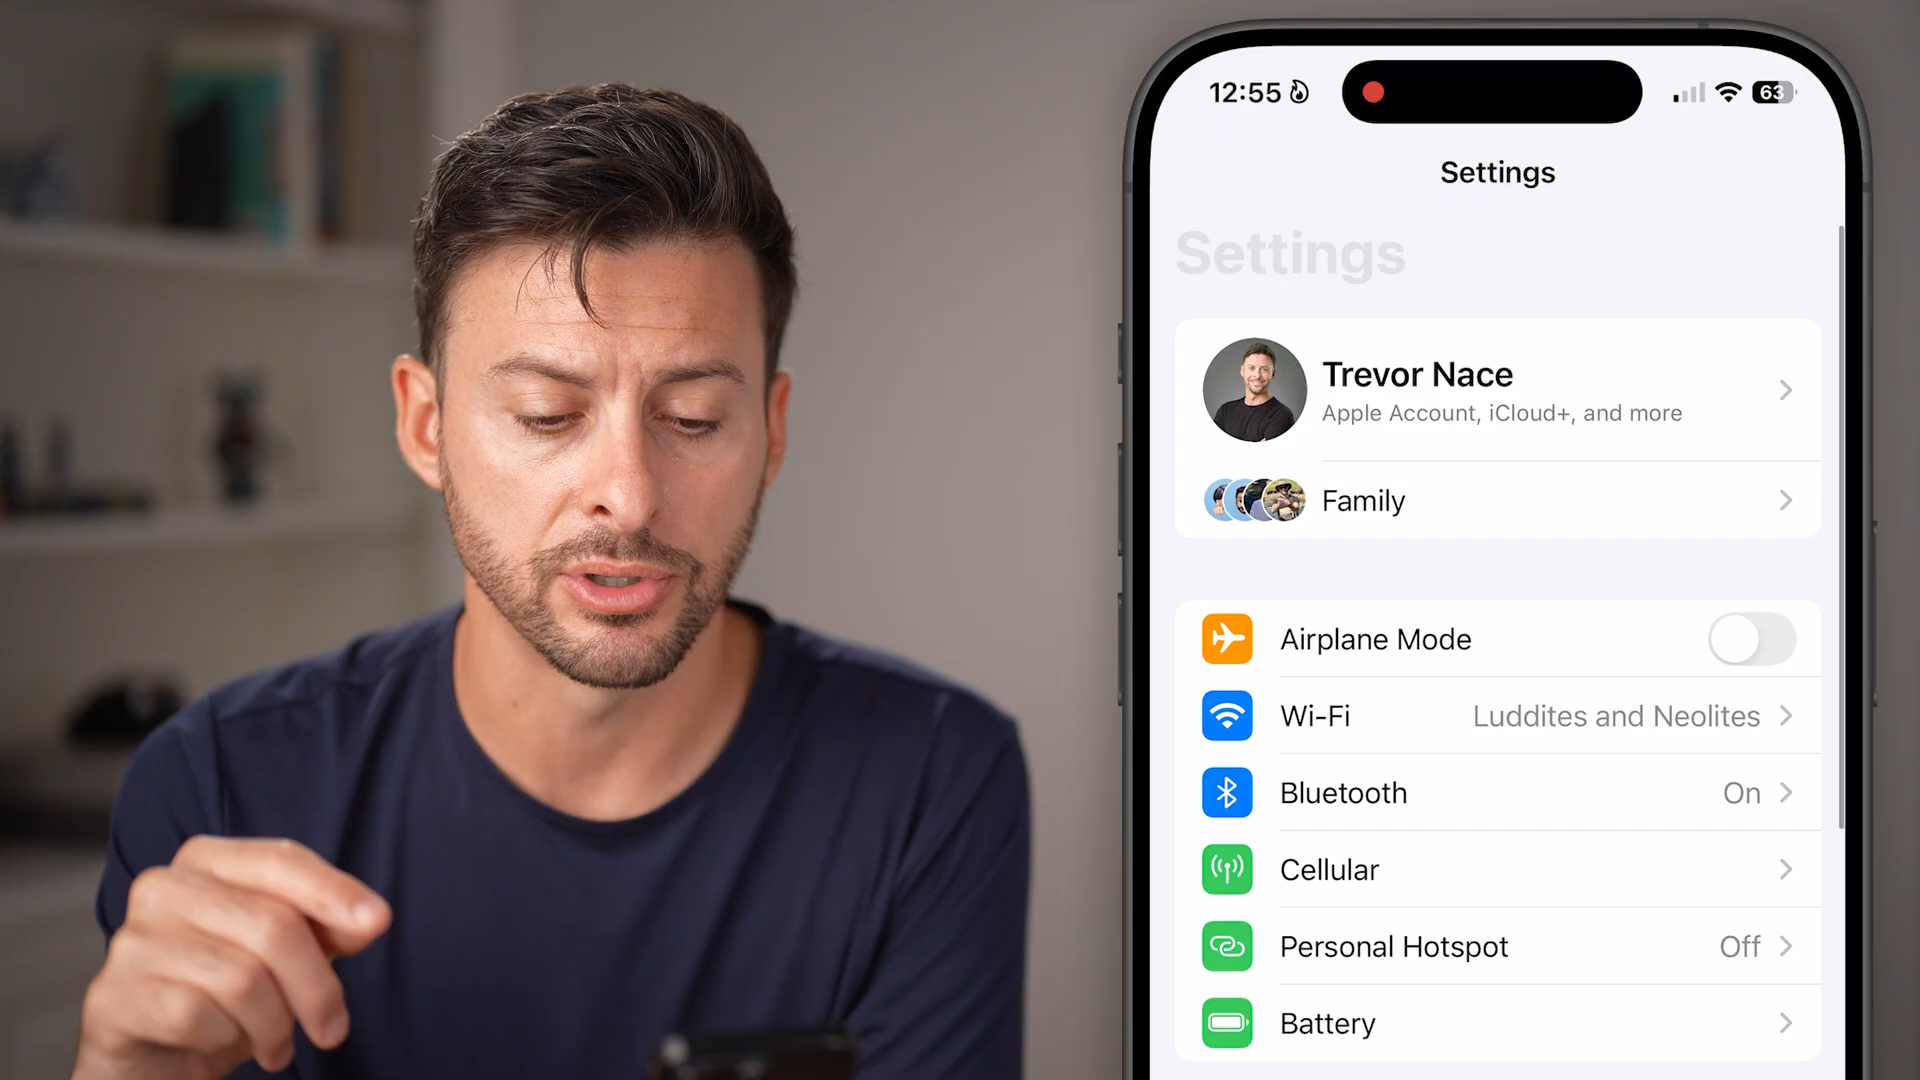 12:55
63
Settings
Settings
Trevor Nace
Apple Account, iCloud+, and more
Family
Airplane Mode
Wi-Fi Luddites and Neolites
Bluetooth On
Cellular
Personal Hotspot Off
Battery